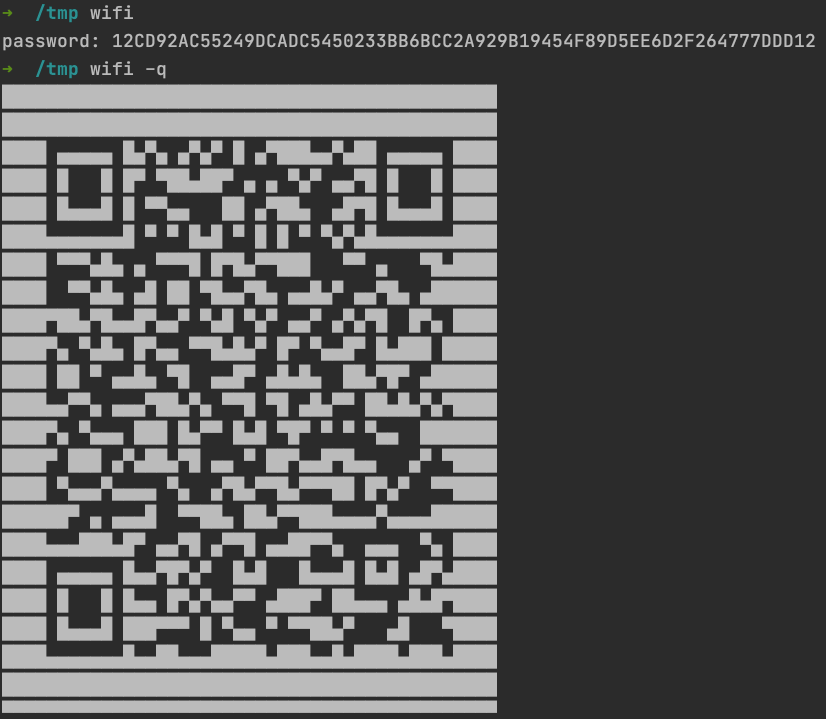 → /tmp wifi
password: 12CD92AC55249DCADC5450233BB6BCC2A929B19454F89D5EE6D2F264777DDD12
→ /tmp wifi -q